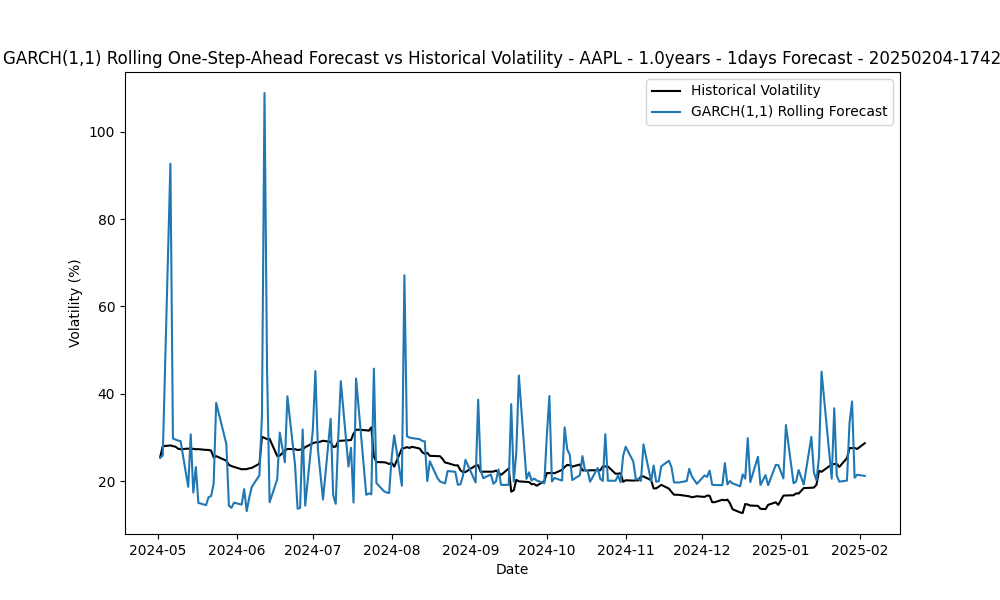 GARCH(1,1) Rolling One-Step-Ahead Forecast vs Historical Volatility - AAPL - 1.0years - 1days Forecast - 20250204-1742
Historical Volatility
GARCH(1,1) Rolling Forecast
Volatility (%)
100
80
60
40
20
2024-05 2024-06 2024-07 2024-08 2024-09 2024-10 2024-11 2024-12 2025-01 2025-02
Date